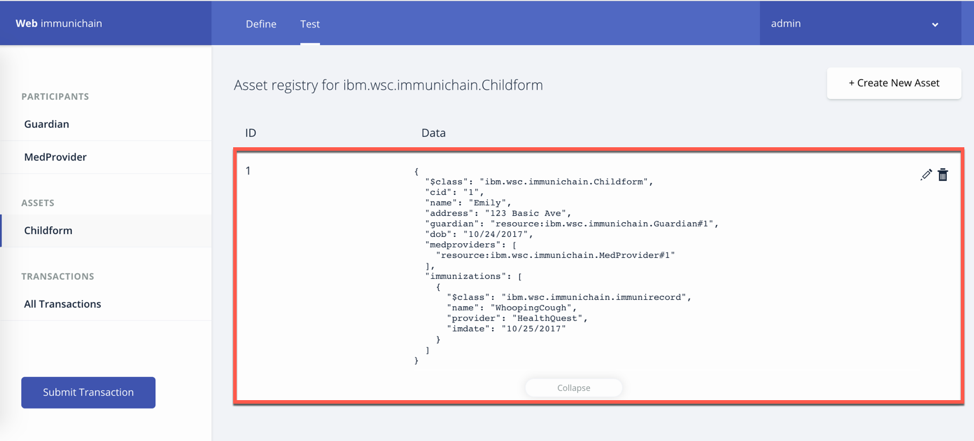 Web immunichain
Define
Test
admin
PARTICIPANTS
Guardian
MedProvider
ASSETS
Childform
TRANSACTIONS
All Transactions
Submit Transaction
Asset registry for ibm.wsc.immunichain.Childform
+ Create New Asset
ID
Data
1
{
"$class": "ibm.wsc.immunichain.Childform",
"cid": "1",
"name": "Emily",
"address": "123 Basic Ave",
"guardian": "resource:ibm.wsc.immunichain.Guardian#1",
"dob": "10/24/2017",
"medproviders": [
"resource:ibm.wsc.immunichain.MedProvider#1"
],
"immunizations": [
{
"$class": "ibm.wsc.immunichain.immunirecord",
"name": "WhoopingCough",
"provider": "HealthQuest",
"imdate": "10/25/2017"
}
]
}
Collapse